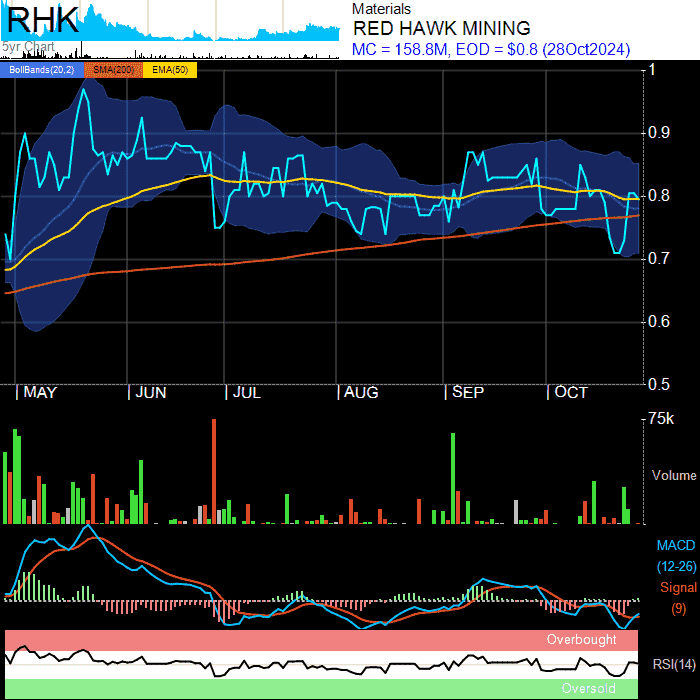 RHK
5yr Chart
Materials
RED HAWK MINING
MC = 158.8M, EOD = $0.8 (28Oct2024)
BollBands(20,2) SMA(200) EMA(50)
1
0.9
0.8
0.7
0.6
0.5
MAY JUN JUL AUG SEP OCT
75k
Volume
MACD
(12-26)
Signal
(9)
Overbought
RSI(14)
Oversold